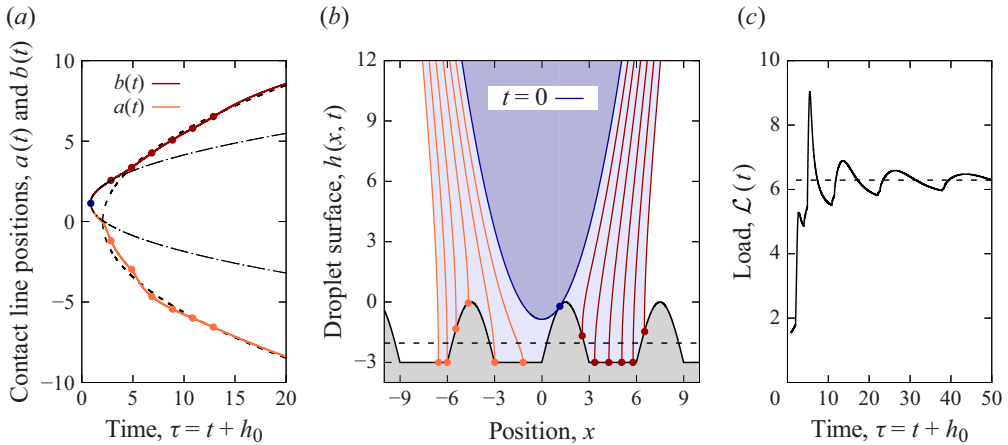 (a)
Contact line positions, a(t) and b(t)
10
5
0
−5
−10
b(t)
a(t)
0
5
10
15
20
Time, τ = t + h₀
(b)
Droplet surface, h(x, t)
12
9
6
3
0
−3
t = 0
−9
−6
−3
0
3
6
9
Position, x
(c)
Load, ℒ(t)
10
8
6
4
2
0
10
20
30
40
50
Time, τ = t + h₀